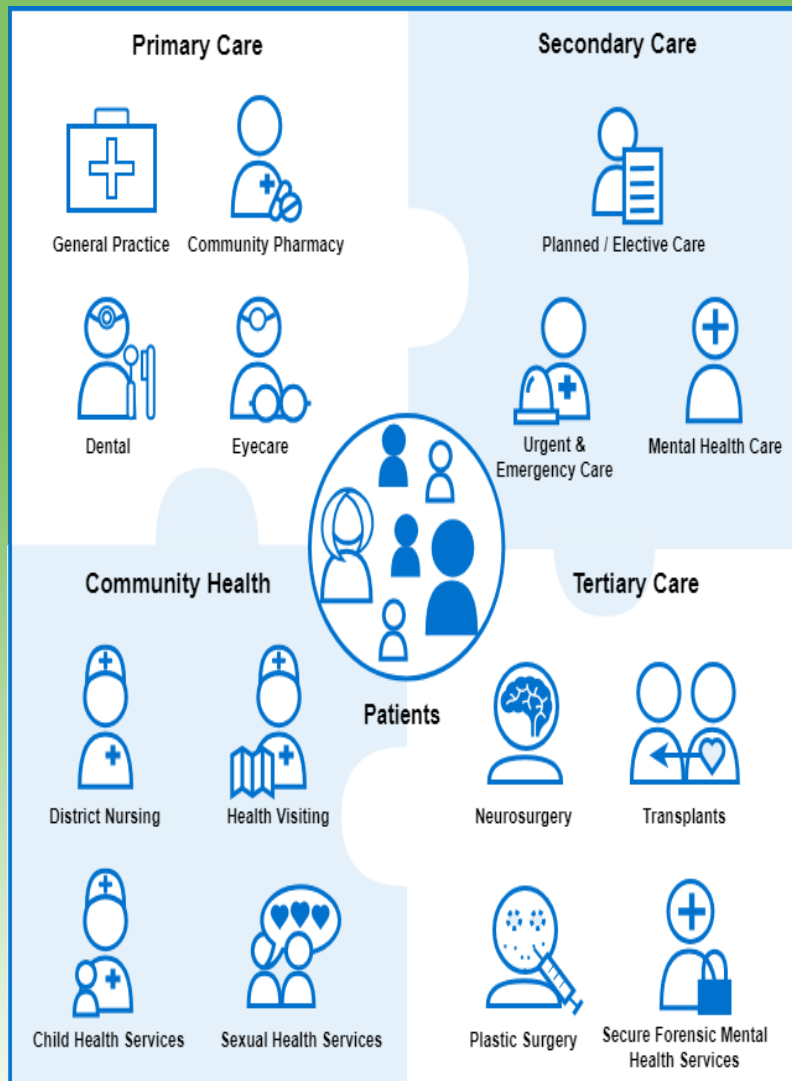 Primary Care
General Practice
Community Pharmacy
Dental
Eyecare
Secondary Care
Planned / Elective Care
Urgent &
Emergency Care
Mental Health Care
Patients
Community Health
District Nursing
Health Visiting
Child Health Services
Sexual Health Services
Tertiary Care
Neurosurgery
Transplants
Plastic Surgery
Secure Forensic Mental
Health Services